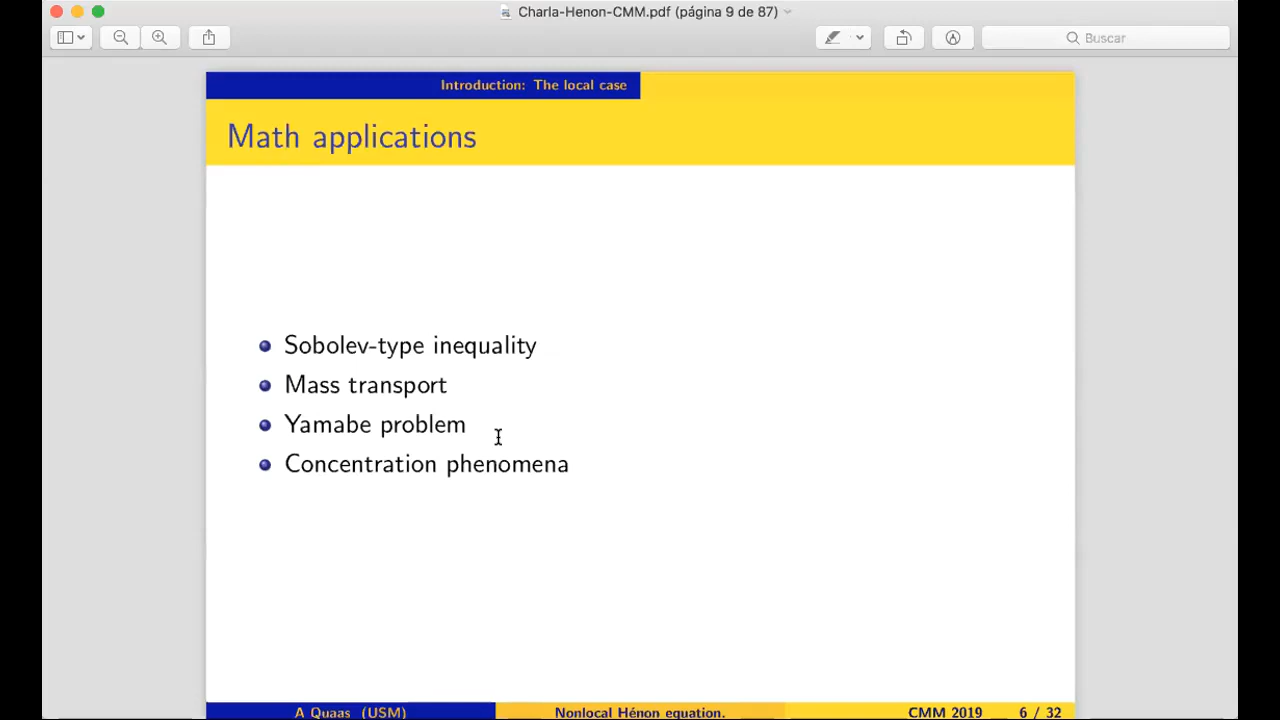 Charla-Henon-CMM.pdf (página 9 de 87)
Buscar
Introduction: The local case
Math applications
Sobolev-type inequality
Mass transport
Yamabe problem
Concentration phenomena
A Quaas (USM) Nonlocal Hénon equation. CMM 2019 6 / 32